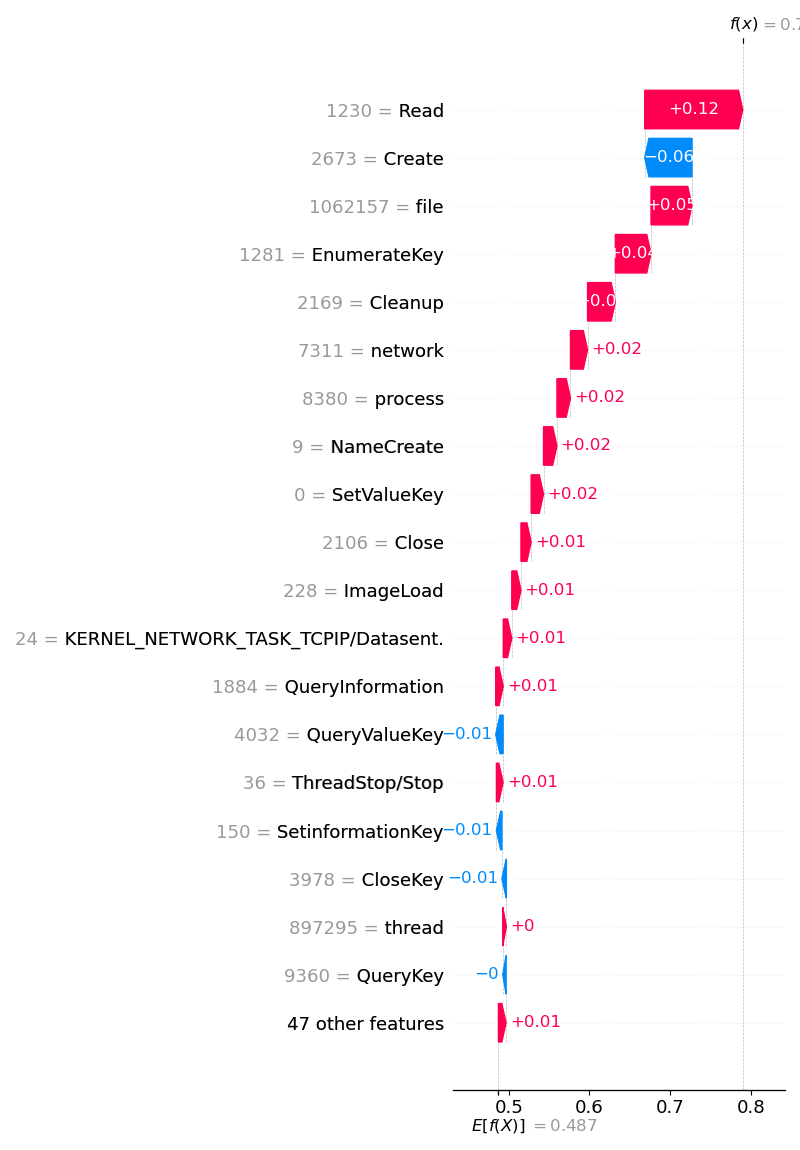 f(x) = 0.7
1230 = Read
+0.12
2673 = Create
−0.06
1062157 = file
+0.05
1281 = EnumerateKey
+0.04
2169 = Cleanup
+0.0
7311 = network
+0.02
8380 = process
+0.02
9 = NameCreate
+0.02
0 = SetValueKey
+0.02
2106 = Close
+0.01
228 = ImageLoad
+0.01
24 = KERNEL_NETWORK_TASK_TCPIP/Datasent.
+0.01
1884 = QueryInformation
+0.01
4032 = QueryValueKey
−0.01
36 = ThreadStop/Stop
+0.01
150 = SetinformationKey
−0.01
3978 = CloseKey
−0.01
897295 = thread
+0
9360 = QueryKey
−0
47 other features
+0.01
0.5 0.6 0.7 0.8
E[f(X)] = 0.487